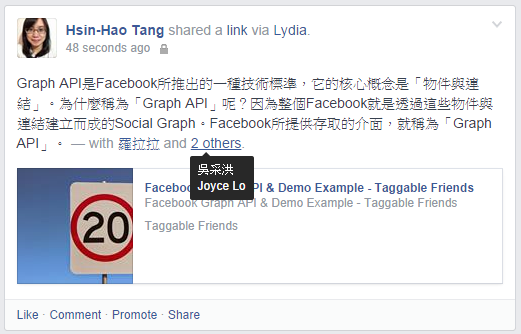 Hsin-Hao Tang shared a link via Lydia.
48 seconds ago
Graph API是Facebook所推出的一種技術標準，它的核心概念是「物件與連
結」。為什麼稱為「Graph API」呢？因為整個Facebook就是透過這些物件與
連結建立而成的Social Graph。Facebook所提供存取的介面，就稱為「Graph
API」。 — with 羅拉拉 and 2 others.
吳采洪
Joyce Lo
20
Facebook API & Demo Example - Taggable Friends
Facebook Graph API & Demo Example - Taggable Friends
Taggable Friends
Like · Comment · Promote · Share